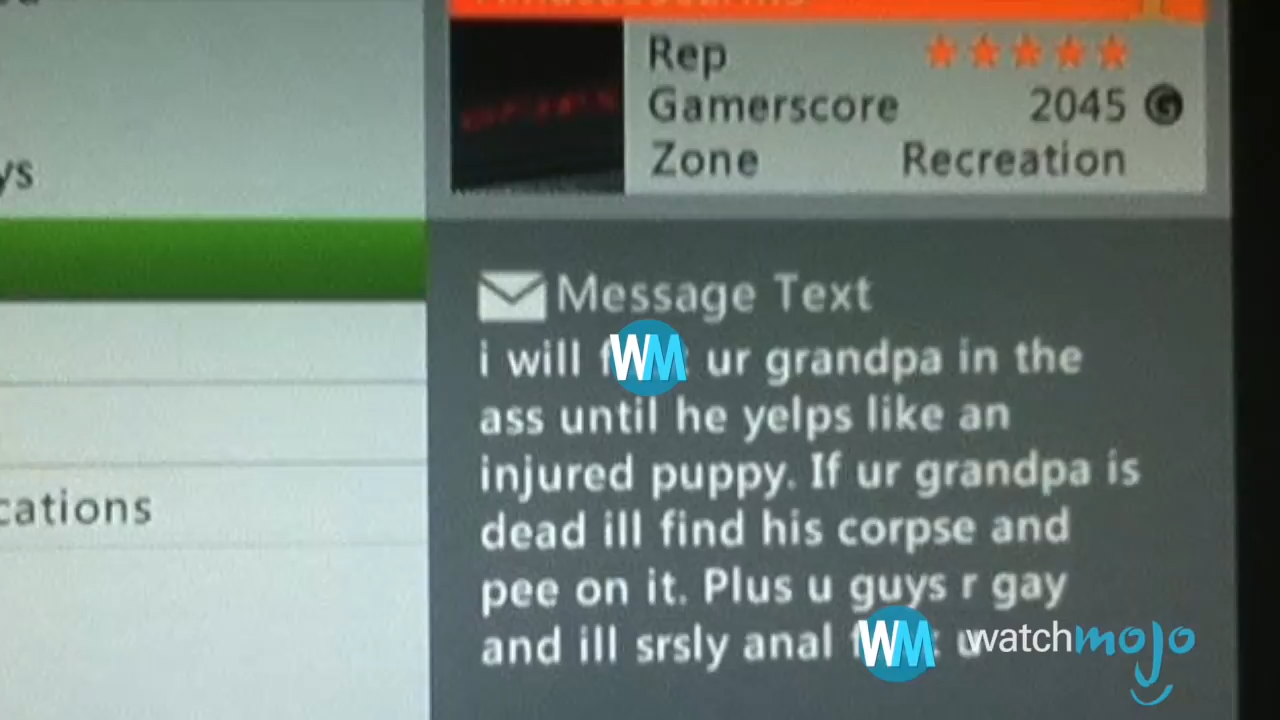 Rep
Gamerscore 2045 G
Zone Recreation
ys
Message Text
i will WM ur grandpa in the
ass until he yelps like an
injured puppy. If ur grandpa is
dead ill find his corpse and
pee on it. Plus u guys r gay
cations
and ill srsly anal WM u
watchmojo